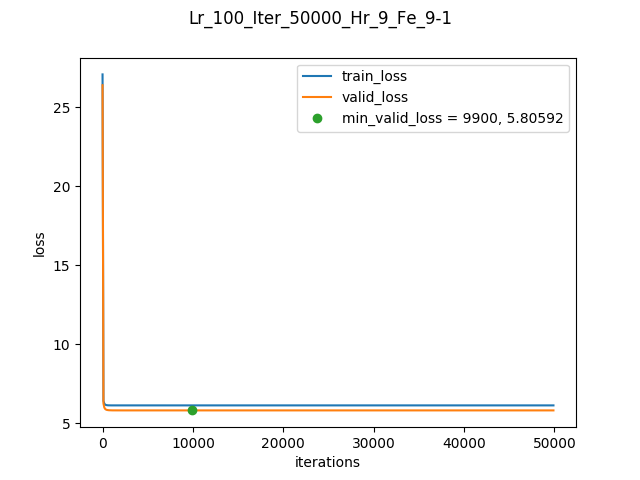 Lr_100_Iter_50000_Hr_9_Fe_9-1
train_loss
valid_loss
min_valid_loss = 9900, 5.80592
25
20
15
10
5
loss
0
10000
20000
30000
40000
50000
iterations